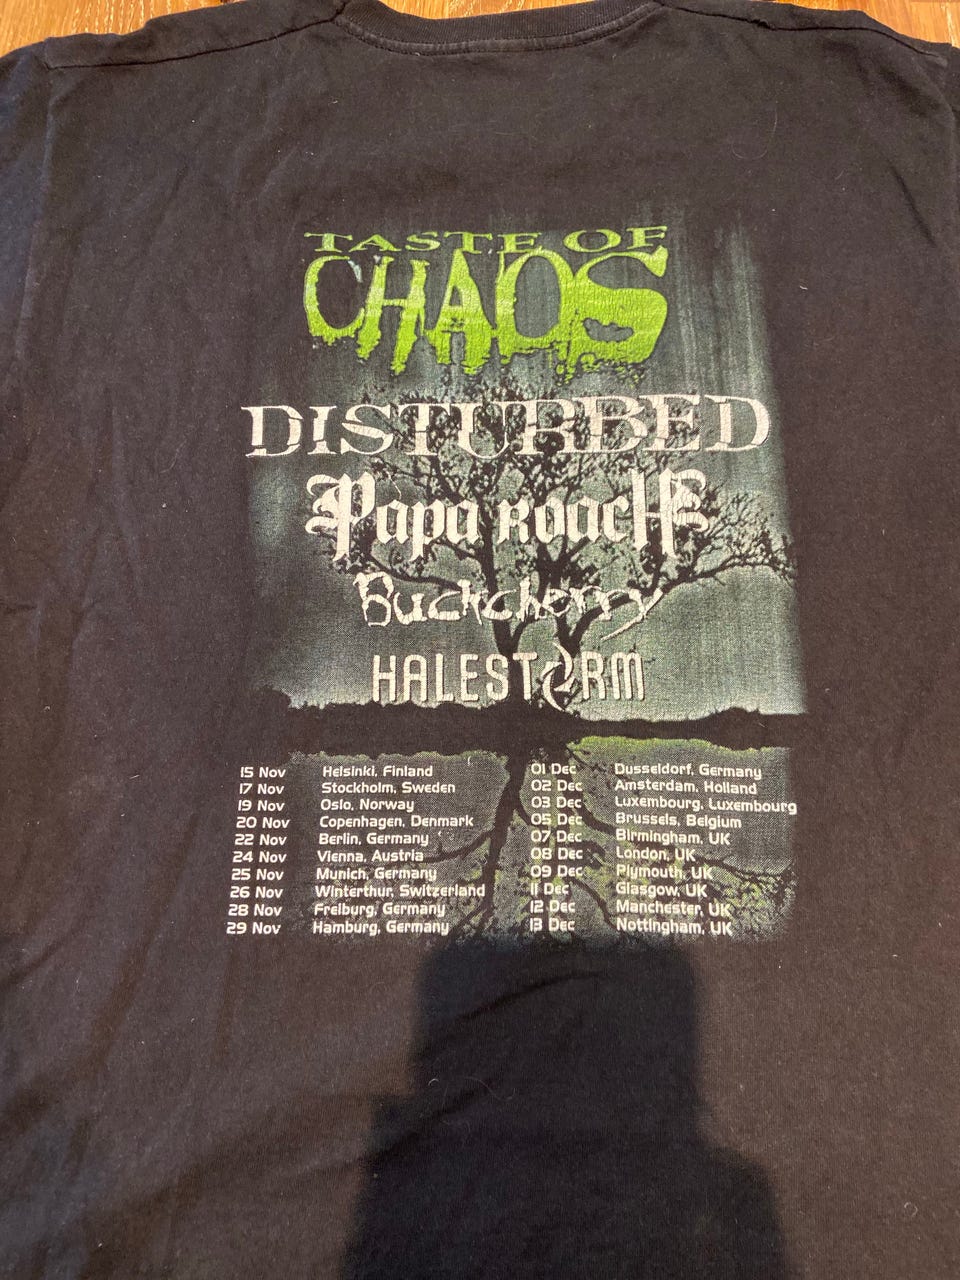 TASTE OF
CHAOS
DISTURBED
PAPA ROACH
Buckcherry
HALESTORM
15 Nov Helsinki, Finland
17 Nov Stockholm, Sweden
19 Nov Oslo, Norway
20 Nov Copenhagen, Denmark
22 Nov Berlin, Germany
24 Nov Vienna, Austria
25 Nov Munich, Germany
26 Nov Winterthur, Switzerland
28 Nov Freiburg, Germany
29 Nov Hamburg, Germany
01 Dec Dusseldorf, Germany
02 Dec Amsterdam, Holland
03 Dec Luxembourg, Luxembourg
05 Dec Brussels, Belgium
07 Dec Birmingham, UK
08 Dec London, UK
09 Dec Plymouth, UK
11 Dec Glasgow, UK
12 Dec Manchester, UK
13 Dec Nottingham, UK